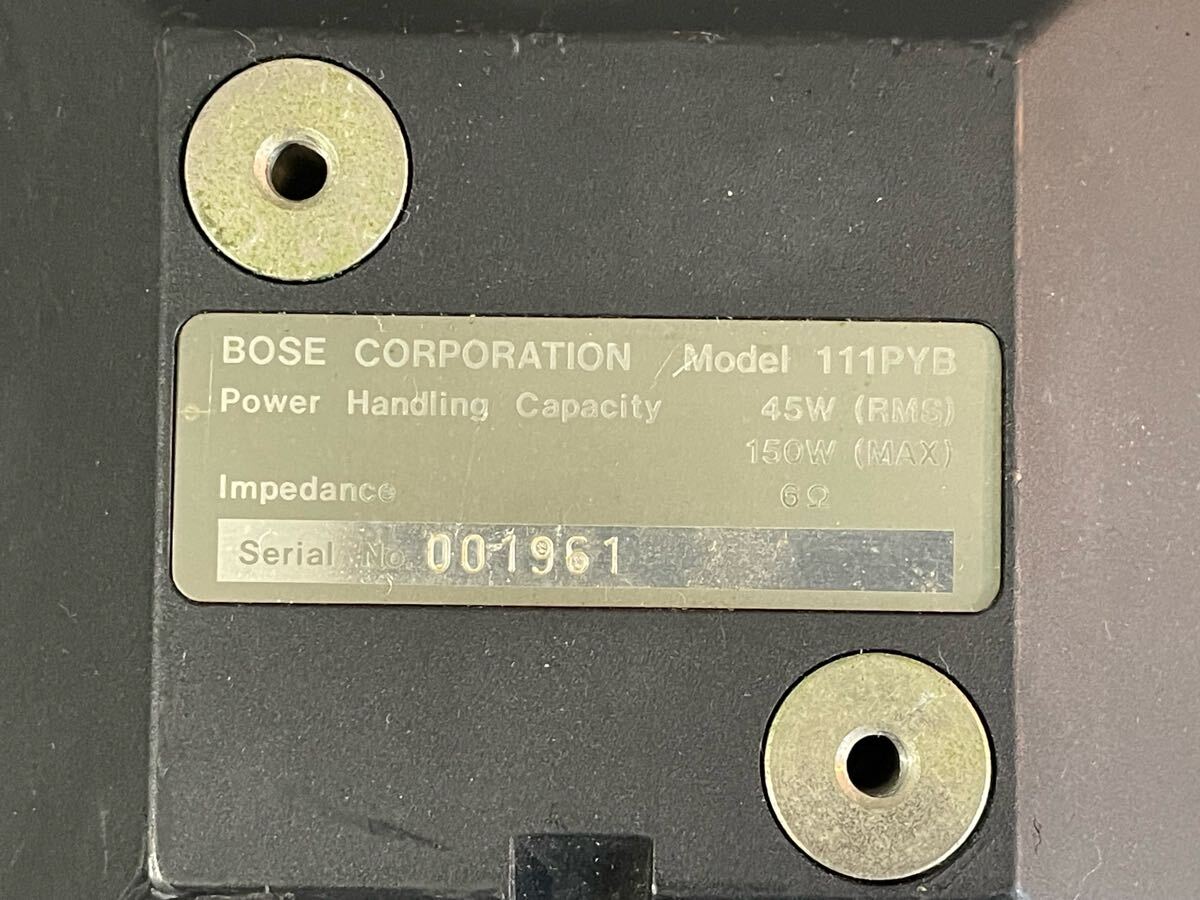 BOSE CORPORATION Model 111PYB
Power Handling Capacity 45W (RMS)
150W (MAX)
Impedance 6Ω
Serial No. 001961